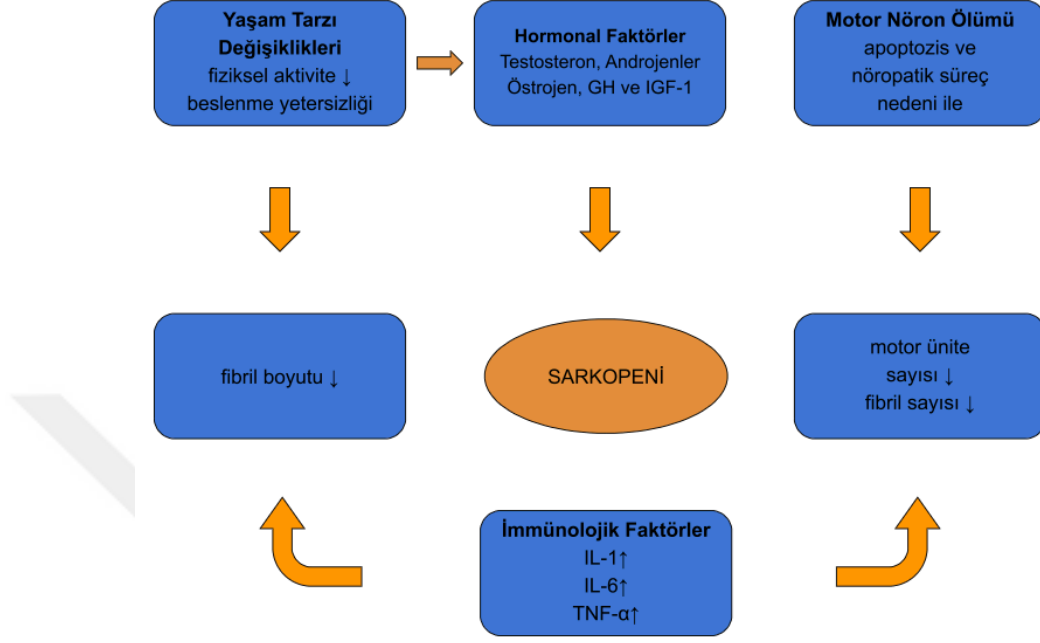 Yaşam Tarzı
Değişiklikleri
fiziksel aktivite ↓
beslenme yetersizliği
Hormonal Faktörler
Testosteron, Androjenler
Östrojen, GH ve IGF-1
Motor Nöron Ölümü
apoptozis ve
nöropatik süreç
nedeni ile
fibril boyutu ↓
SARKOPENİ
motor ünite
sayısı ↓
fibril sayısı ↓
İmmünolojik Faktörler
IL-1↑
IL-6↑
TNF-α↑